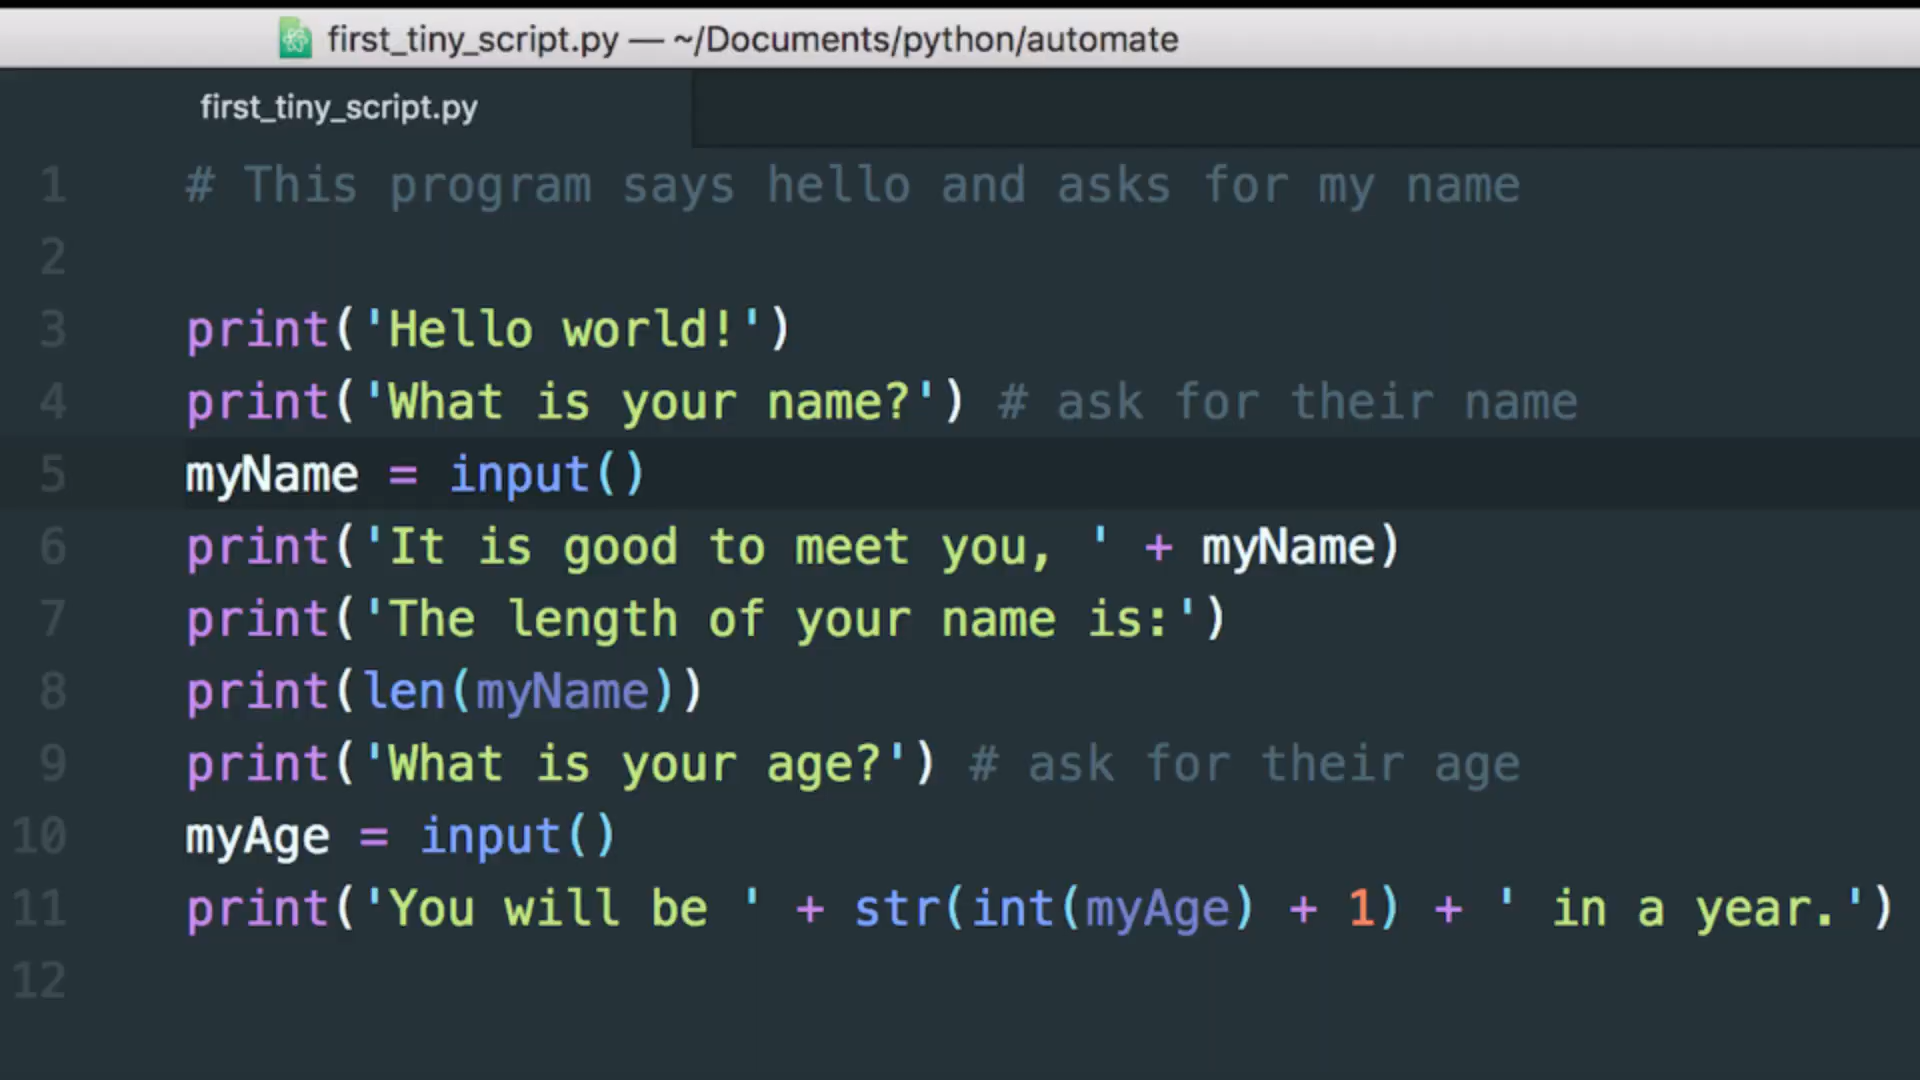 first_tiny_script.py — ~/Documents/python/automate
first_tiny_script.py
1 # This program says hello and asks for my name
2
3 print('Hello world!')
4 print('What is your name?') # ask for their name
5 myName = input()
6 print('It is good to meet you, ' + myName)
7 print('The length of your name is:')
8 print(len(myName))
9 print('What is your age?') # ask for their age
10 myAge = input()
11 print('You will be ' + str(int(myAge) + 1) + ' in a year.')
12